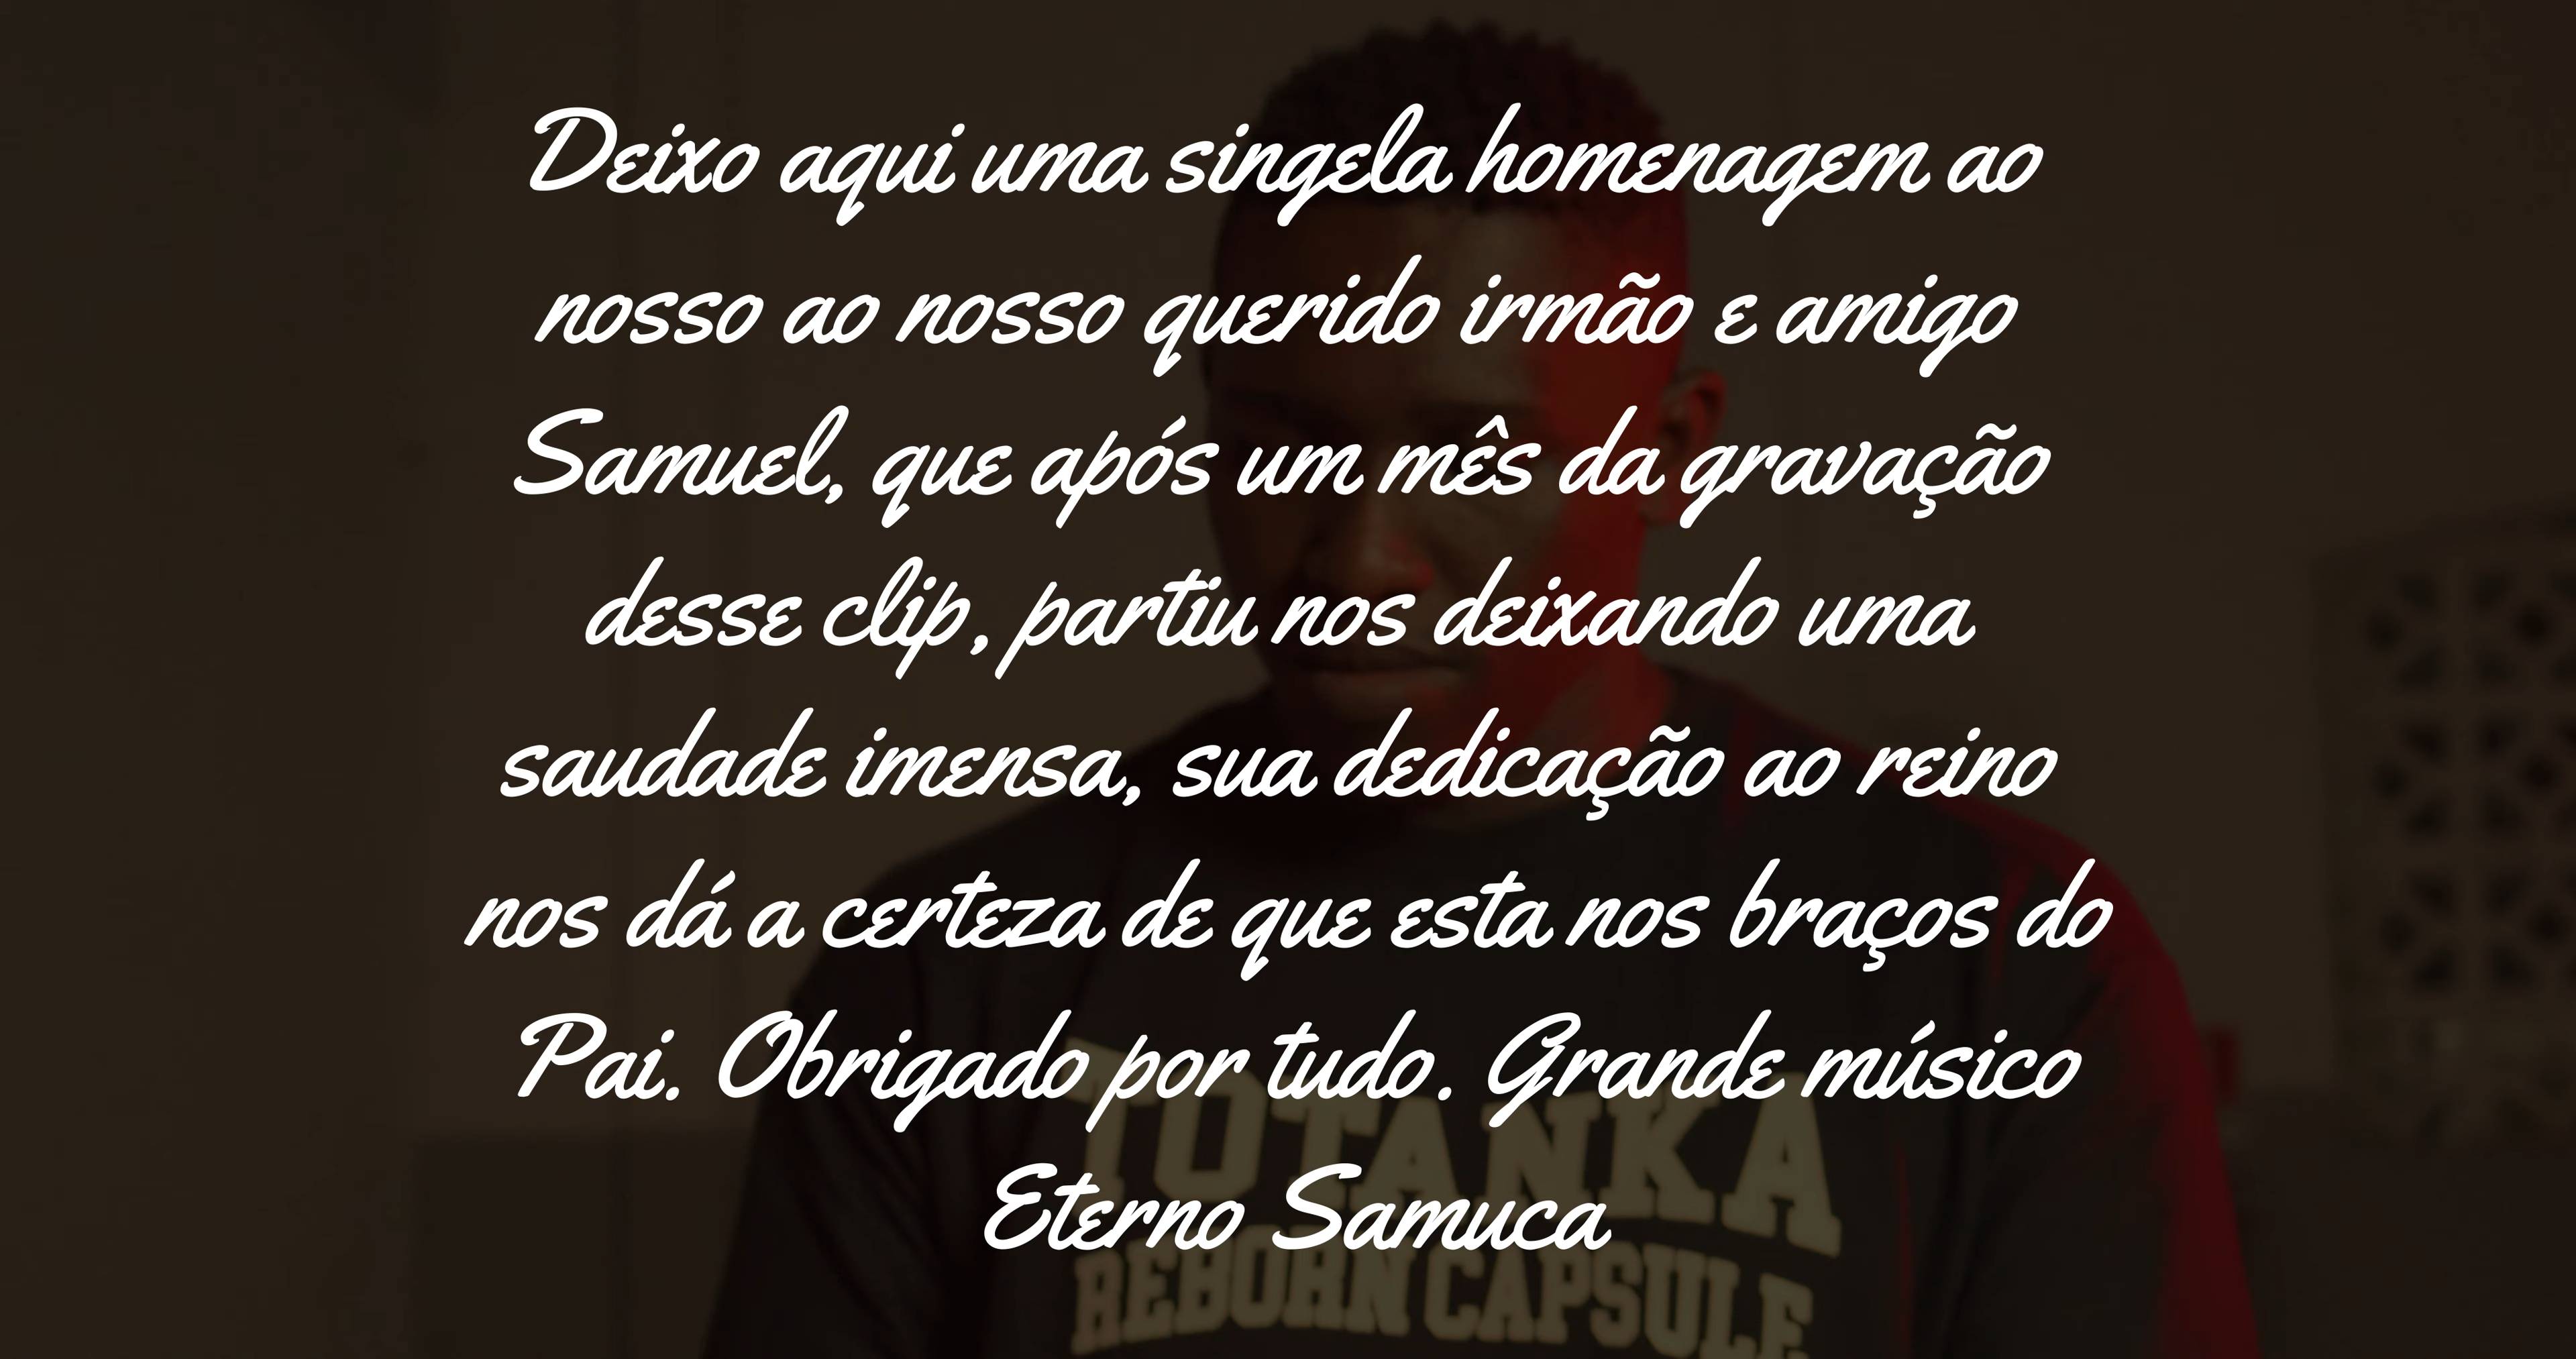 Deixo aqui uma singela homenagem ao
nosso ao nosso querido irmão e amigo
Samuel, que após um mês da gravação
desse clip, partiu nos deixando uma
saudade imensa, sua dedicação ao reino
nos dá a certeza de que esta nos braços do
Pai. Obrigado por tudo. Grande músico
Eterno Samuca
TOTANKA
REBORN CAPSULE